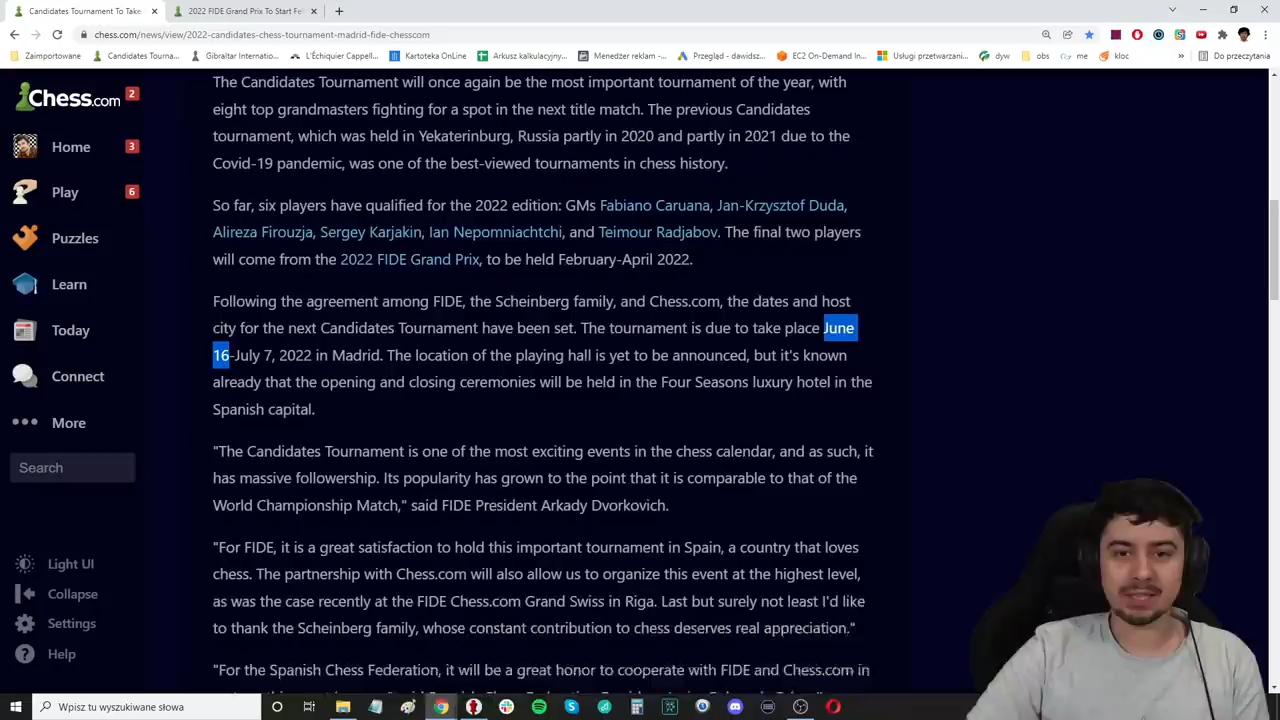 Candidates Tournament To Take
2022 FIDE Grand Prix To Start Fe
chess.com/news/view/2022-candidates-chess-tournament-madrid-fide-chesscom
Zaimportowane
Candidates Tourna...
Gibraltar Internation...
L'Échiquier Cappell...
Kartoteka OnLine
Arkusz kalkulacyjny...
Menedżer reklam -...
Przegląd – dawidsz...
EC2 On-Demand In...
Usługi przetwarzani...
dyw
obs
me
kloc
»
Do przeczytania
Chess.com
2
Home
3
Play
6
Puzzles
Learn
Today
Connect
More
Search
Light UI
Collapse
Settings
Help
The Candidates Tournament will once again be the most important tournament of the year, with
eight top grandmasters fighting for a spot in the next title match. The previous Candidates
tournament, which was held in Yekaterinburg, Russia partly in 2020 and partly in 2021 due to the
Covid-19 pandemic, was one of the best-viewed tournaments in chess history.
So far, six players have qualified for the 2022 edition: GMs Fabiano Caruana, Jan-Krzysztof Duda,
Alireza Firouzja, Sergey Karjakin, Ian Nepomniachtchi, and Teimour Radjabov. The final two players
will come from the 2022 FIDE Grand Prix, to be held February-April 2022.
Following the agreement among FIDE, the Scheinberg family, and Chess.com, the dates and host
city for the next Candidates Tournament have been set. The tournament is due to take place June
16-July 7, 2022 in Madrid. The location of the playing hall is yet to be announced, but it's known
already that the opening and closing ceremonies will be held in the Four Seasons luxury hotel in the
Spanish capital.
"The Candidates Tournament is one of the most exciting events in the chess calendar, and as such, it
has massive followership. Its popularity has grown to the point that it is comparable to that of the
World Championship Match," said FIDE President Arkady Dvorkovich.
"For FIDE, it is a great satisfaction to hold this important tournament in Spain, a country that loves
chess. The partnership with Chess.com will also allow us to organize this event at the highest level,
as was the case recently at the FIDE Chess.com Grand Swiss in Riga. Last but surely not least I'd like
to thank the Scheinberg family, whose constant contribution to chess deserves real appreciation."
"For the Spanish Chess Federation, it will be a great honor to cooperate with FIDE and Chess.com in
Wpisz tu wyszukiwane słowa